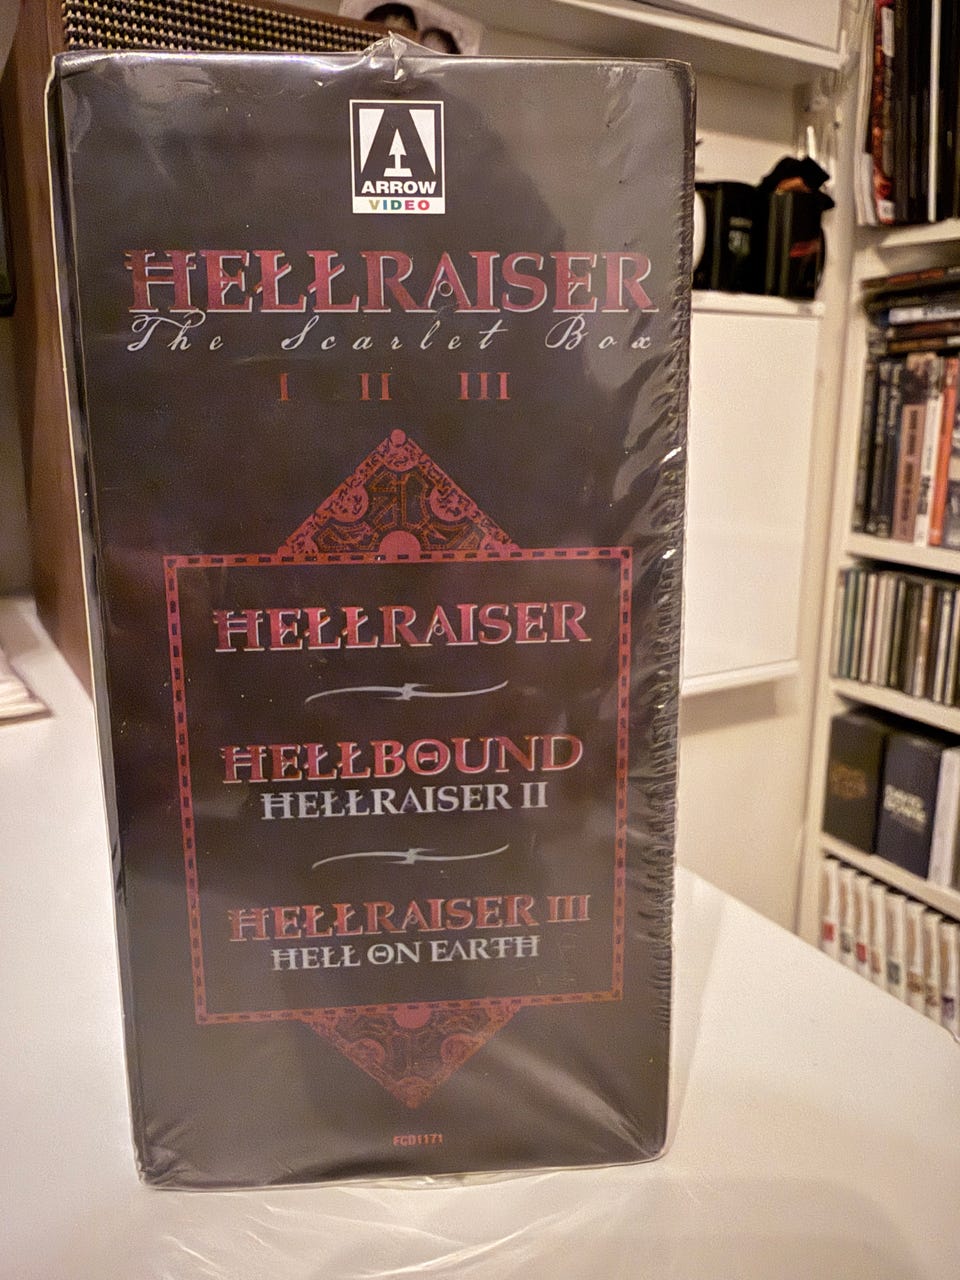 ARROW
VIDEO
HELLRAISER
The Scarlet Box
I II III
HELLRAISER
HELLBOUND
HELLRAISER II
HELLRAISER III
HELL ON EARTH
FCD1171